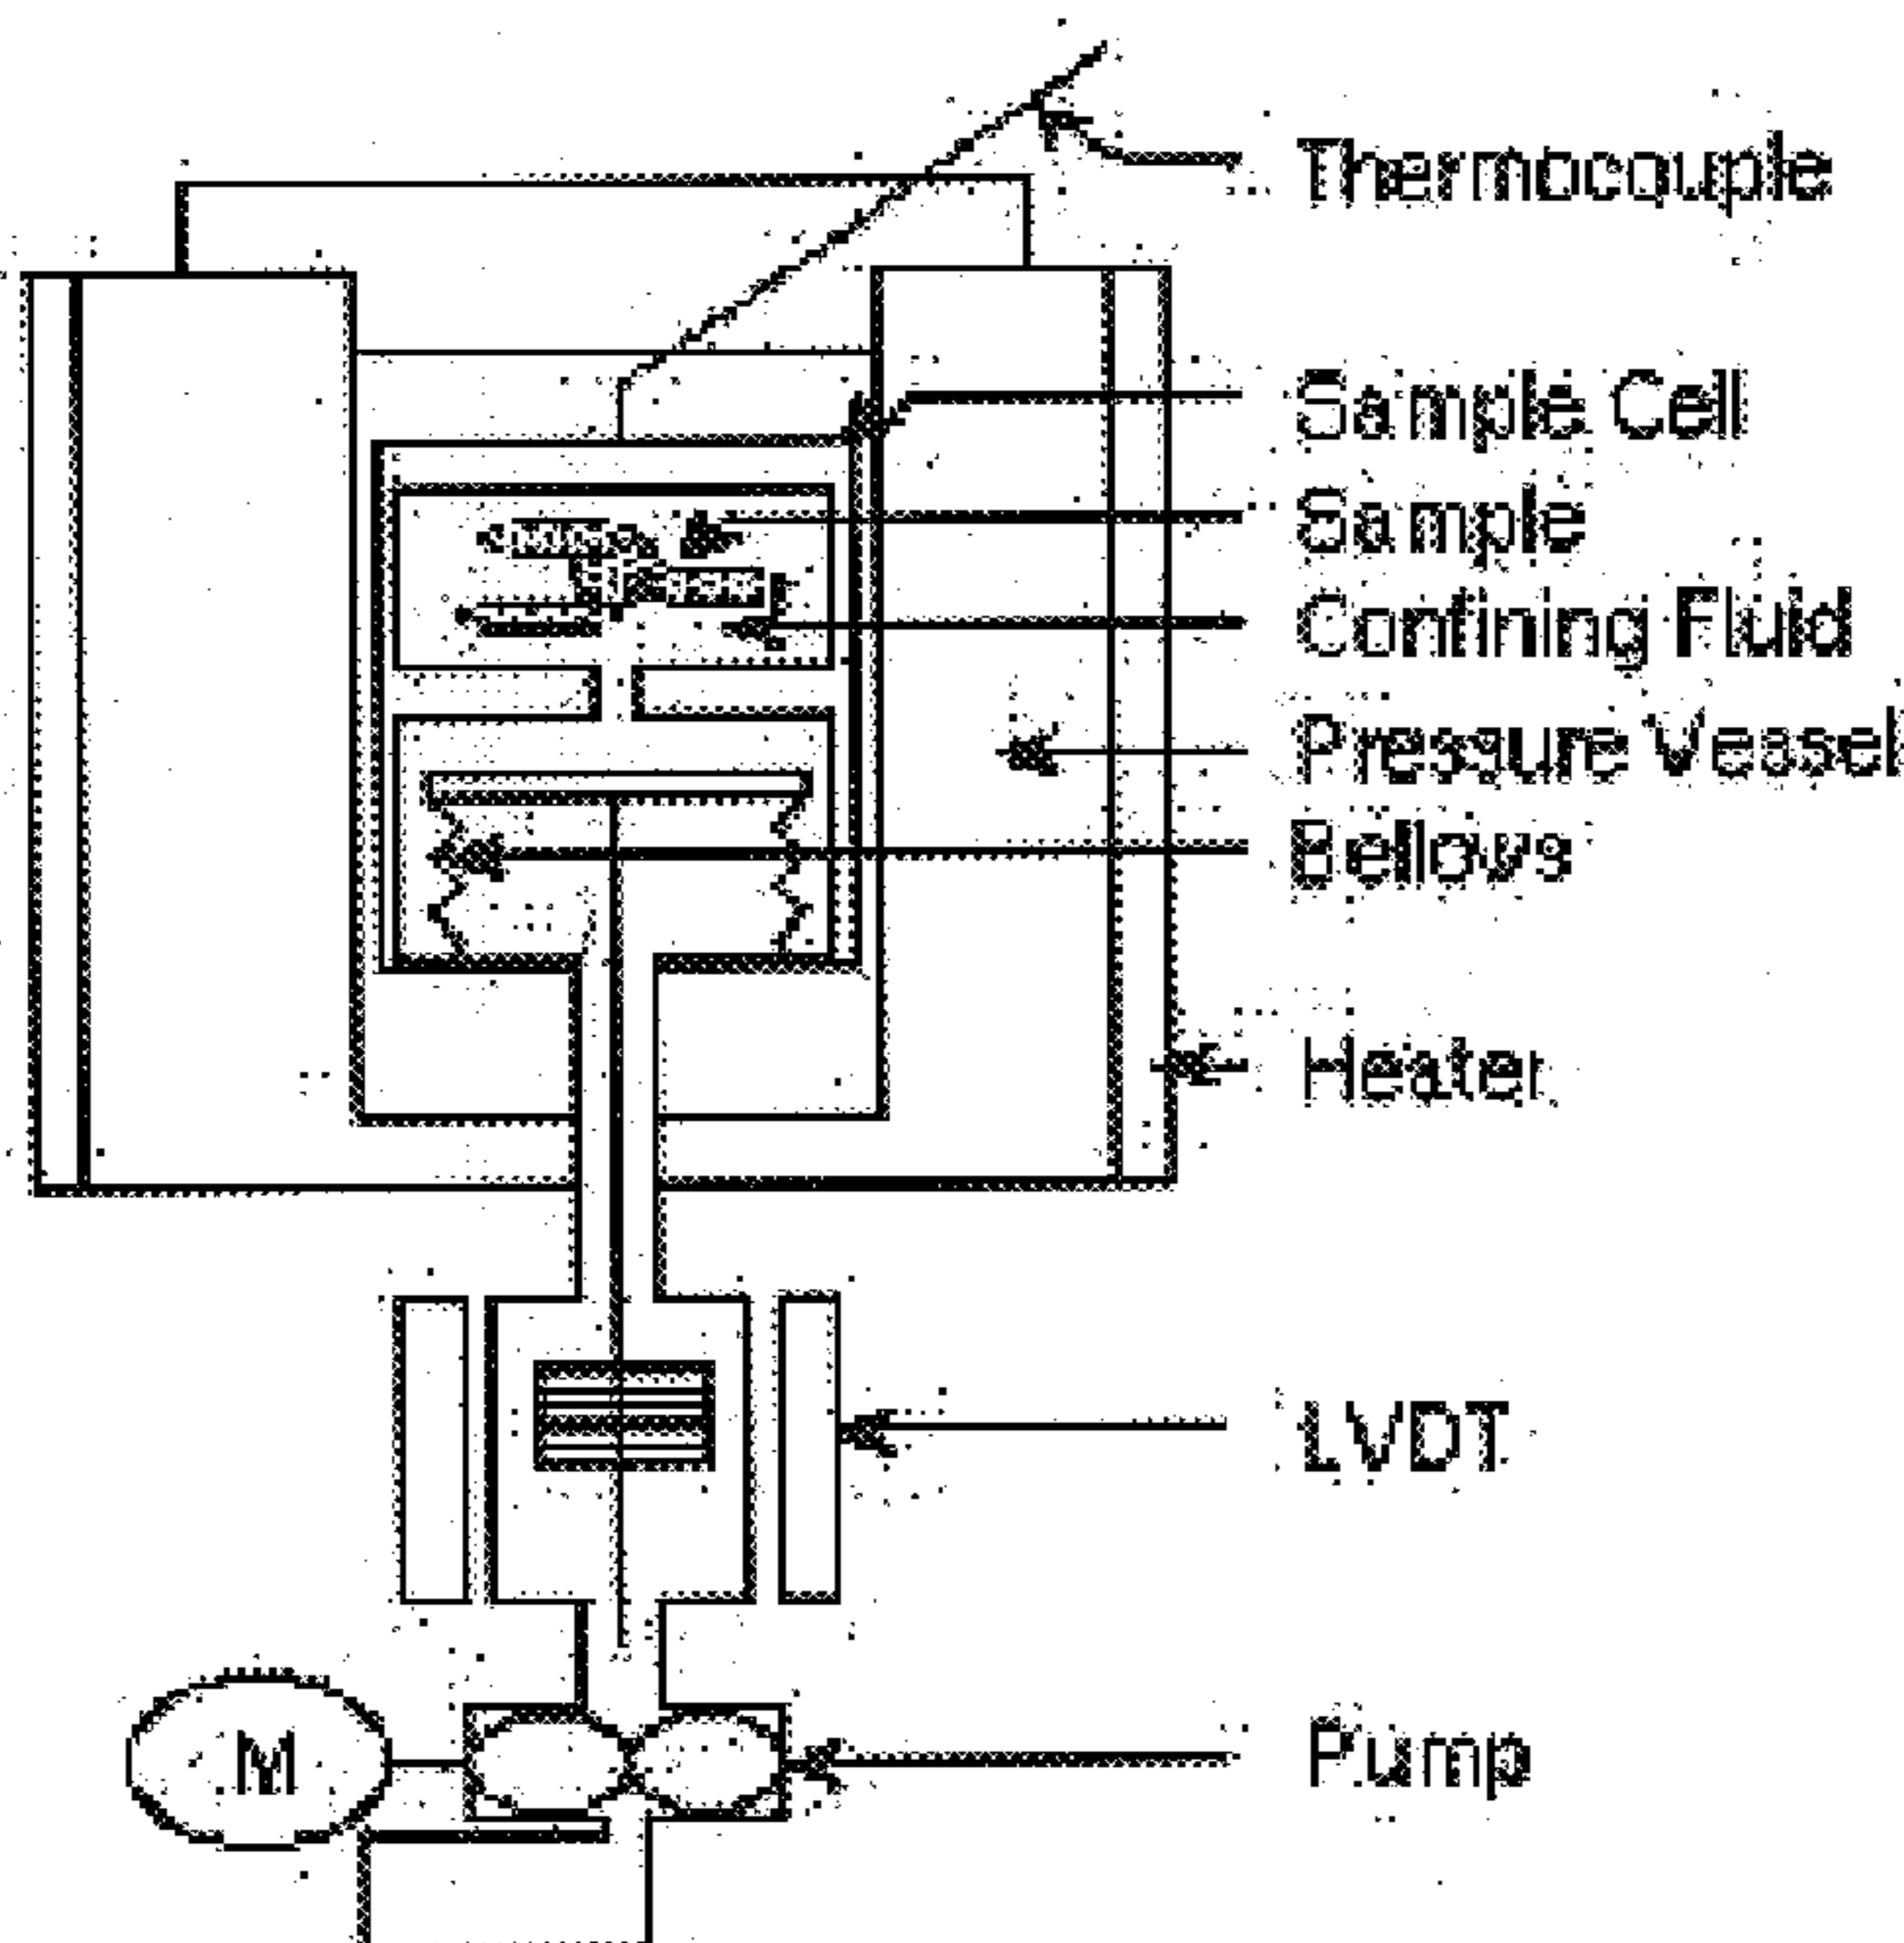 Thermocouple
Sample Cell
Sample
Confining Fluid
Pressure Vessel
Bellows
Heater
LVDT
Pump
M